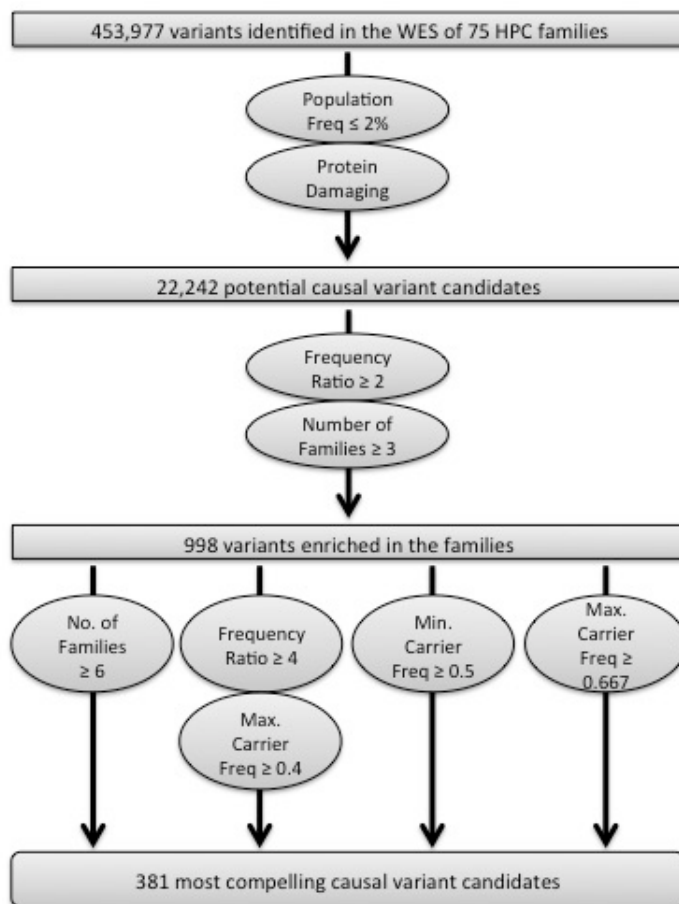 453,977 variants identified in the WES of 75 HPC families
Population
Freq ≤ 2%
Protein
Damaging
22,242 potential causal variant candidates
Frequency
Ratio ≥ 2
Number of
Families ≥ 3
998 variants enriched in the families
No. of
Families
≥ 6
Frequency
Ratio ≥ 4
Max.
Carrier
Freq ≥ 0.4
Min.
Carrier
Freq ≥ 0.5
Max.
Carrier
Freq ≥
0.667
381 most compelling causal variant candidates